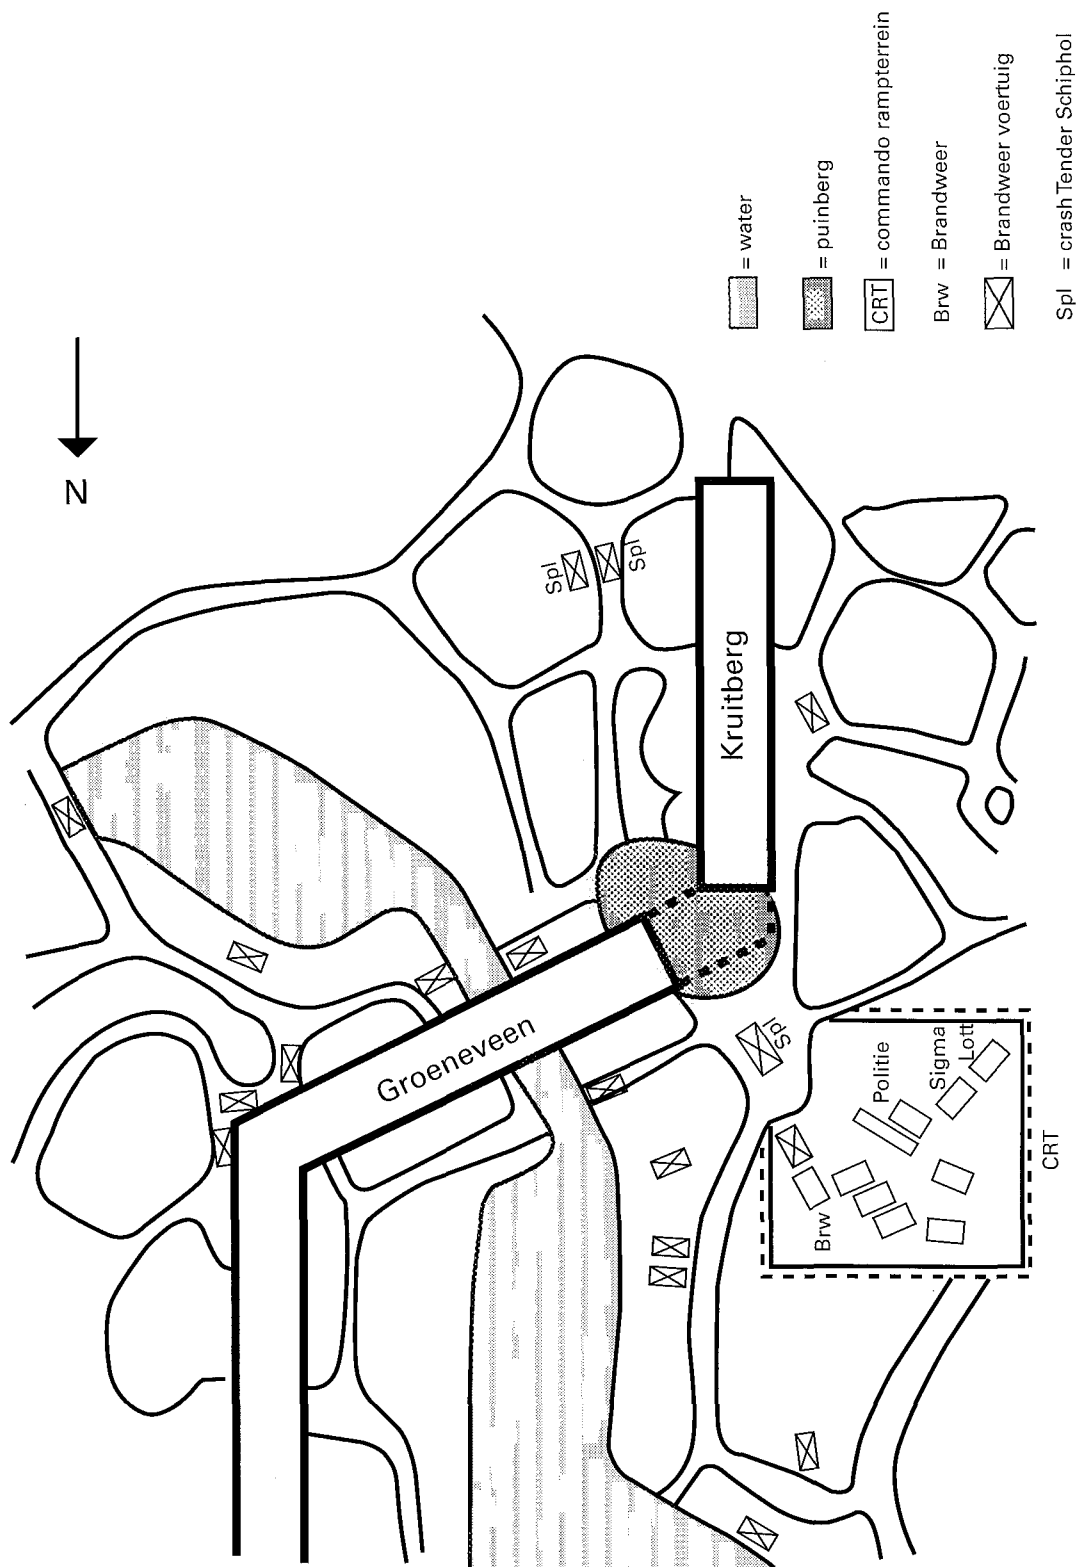 N
Spl
Spl
Kruitberg
Groeneveen
Spl
Politie
Sigma
Lott
Brw
CRT
= water
= puinberg
CRT = commando rampterrein
Brw = Brandweer
= Brandweer voertuig
Spl = crash Tender Schiphol